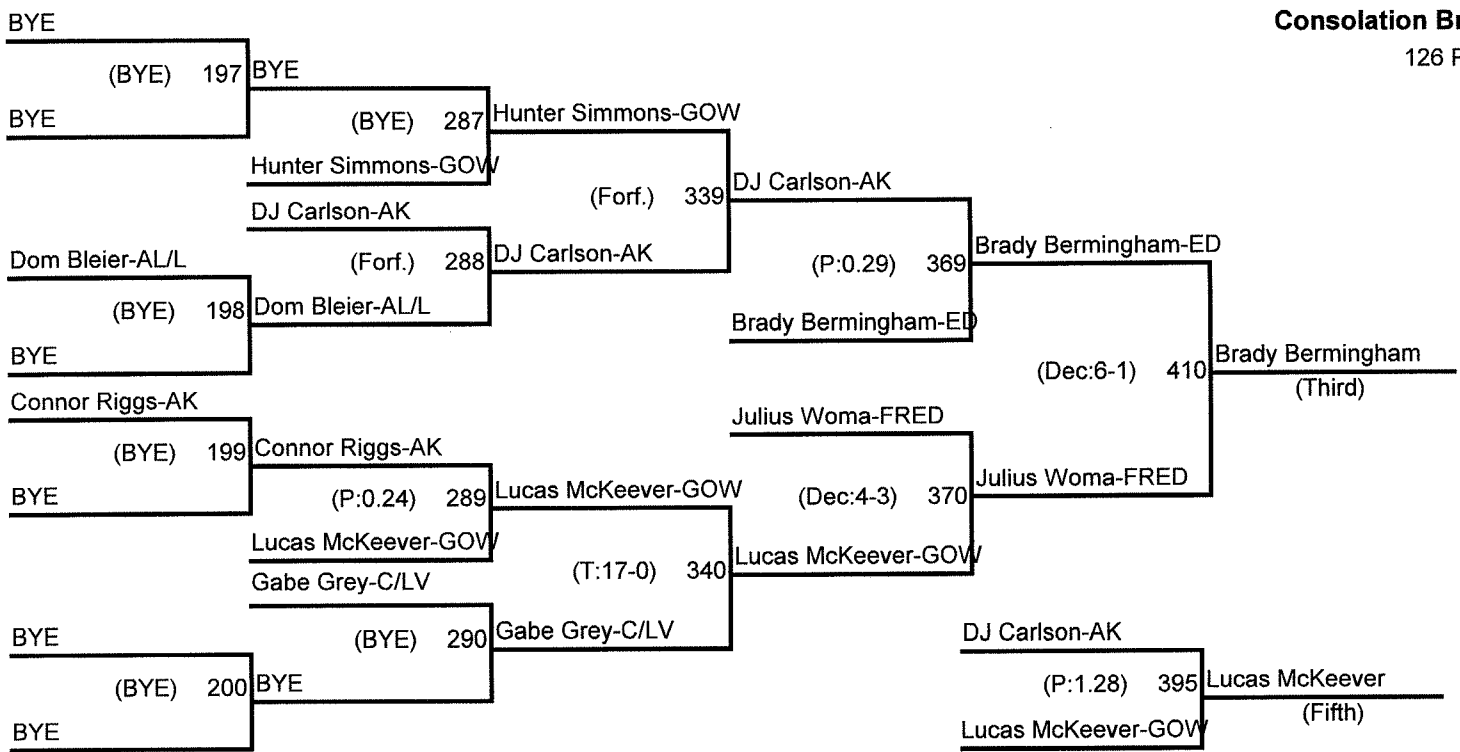 Consolation Br
126 P
BYE
(BYE) 197 BYE
BYE
(BYE) 287 Hunter Simmons-GOW
Hunter Simmons-GOW
(Forf.) 339 DJ Carlson-AK
DJ Carlson-AK
Dom Bleier-AL/L
(Forf.) 288 DJ Carlson-AK
(BYE) 198 Dom Bleier-AL/L
BYE
(P:0.29) 369 Brady Bermingham-ED
Brady Bermingham-ED
(Dec:6-1) 410 Brady Bermingham
(Third)
Connor Riggs-AK
(BYE) 199 Connor Riggs-AK
BYE
(P:0.24) 289 Lucas McKeever-GOW
Lucas McKeever-GOW
Julius Woma-FRED
(Dec:4-3) 370 Julius Woma-FRED
(T:17-0) 340 Lucas McKeever-GOW
Gabe Grey-C/LV
BYE
(BYE) 290 Gabe Grey-C/LV
(BYE) 200 BYE
BYE
DJ Carlson-AK
(P:1.28) 395 Lucas McKeever
(Fifth)
Lucas McKeever-GOW